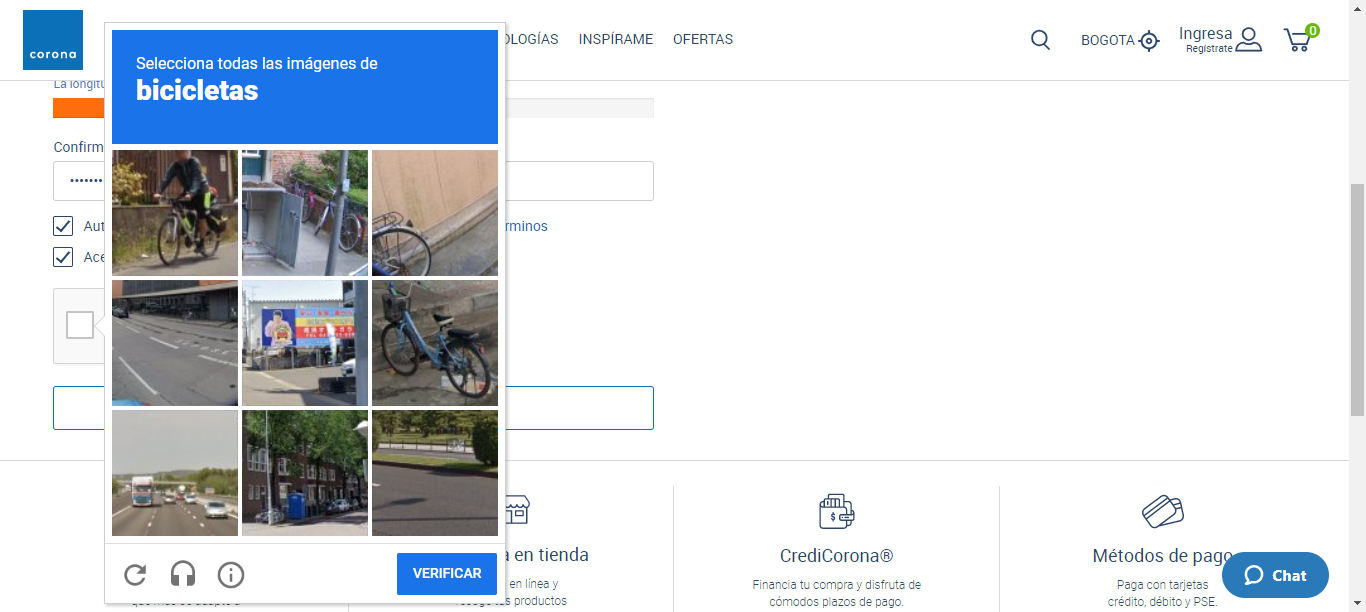 corona
OLOGÍAS
INSPÍRAME
OFERTAS
BOGOTA
Ingresa
Regístrate
0
Selecciona todas las imágenes de
bicicletas
La longitu
Confirm
Aut
rminos
Ace
VERIFICAR
a en tienda
en línea y
productos
CrediCorona®
Financia tu compra y disfruta de
cómodos plazos de pago.
Métodos de pago
Paga con tarjetas
crédito, débito y PSE.
Chat